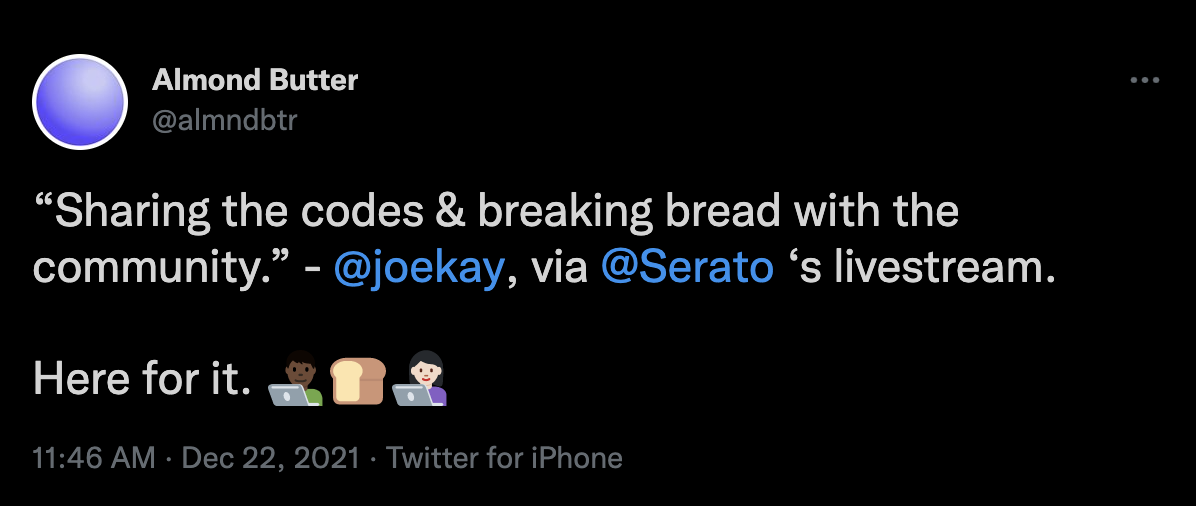 Almond Butter
@almndbtr
“Sharing the codes & breaking bread with the
community.” - @joekay, via @Serato ‘s livestream.
Here for it. 👨🏿‍💻🍞👩🏻‍💻
11:46 AM · Dec 22, 2021 · Twitter for iPhone